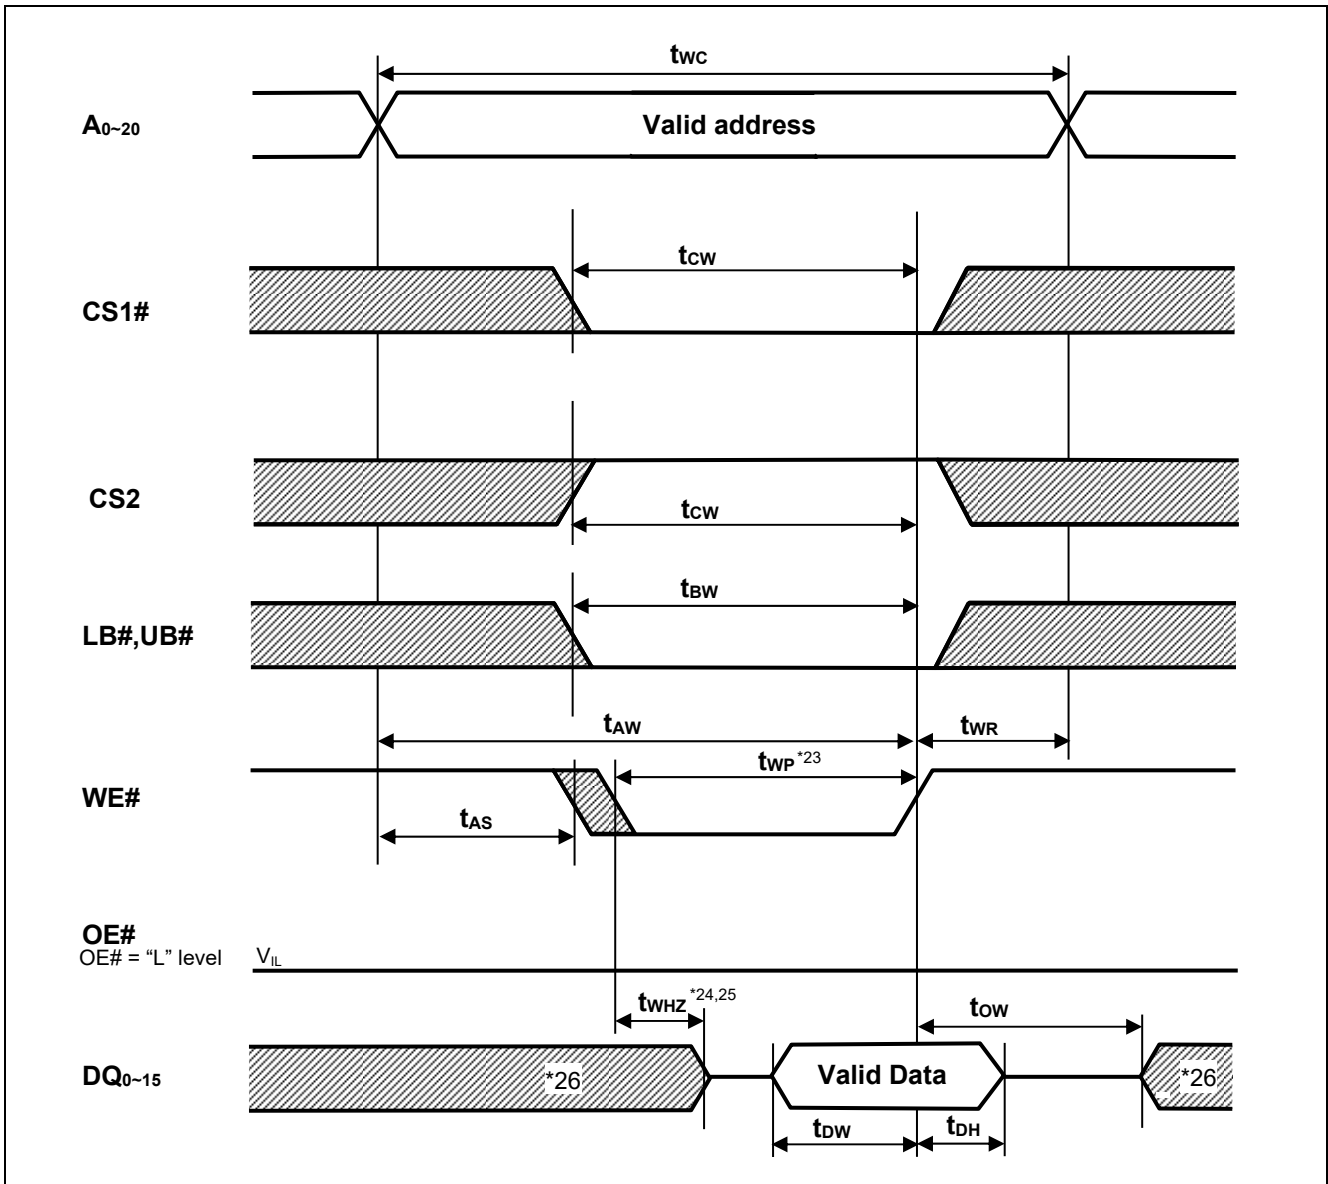 tWC
A0~20
Valid address
tCW
CS1#
CS2
tCW
tBW
LB#,UB#
tAW
tWR
tWP *23
WE#
tAS
OE#
OE# = “L” level VIL
tWHZ *24,25
tOW
DQ0~15
*26
Valid Data
*26
tDW
tDH